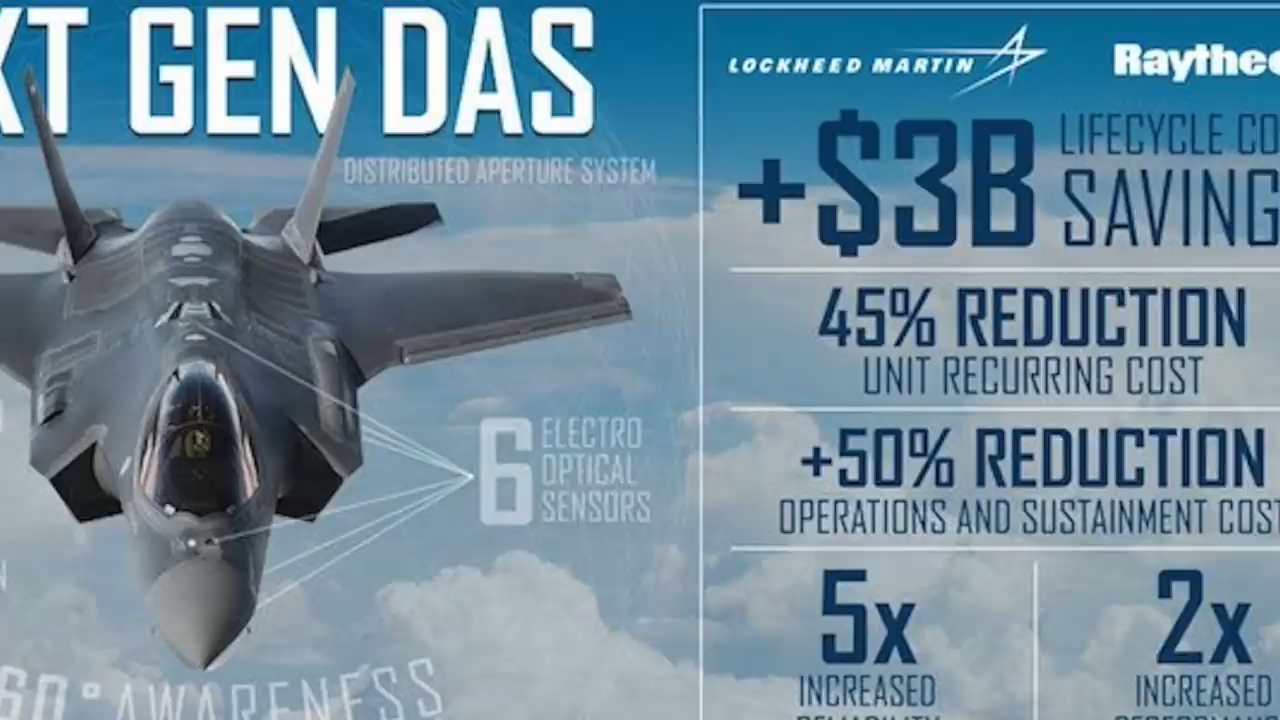 XT GEN DAS
DISTRIBUTED APERTURE SYSTEM
6 ELECTRO
OPTICAL
SENSORS
60° AWARENESS
LOCKHEED MARTIN
Raythe
+$3B LIFECYCLE CO
SAVING
45% REDUCTION
UNIT RECURRING COST
+50% REDUCTION
OPERATIONS AND SUSTAINMENT COS
5x
INCREASED
RELIABILITY
2x
INCREASED